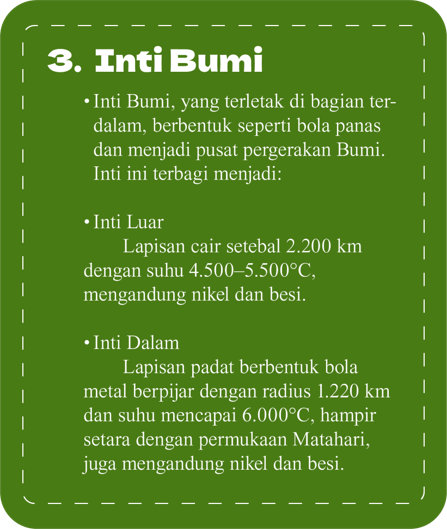 3. Inti Bumi
• Inti Bumi, yang terletak di bagian ter-
dalam, berbentuk seperti bola panas
dan menjadi pusat pergerakan Bumi.
Inti ini terbagi menjadi:
• Inti Luar
Lapisan cair setebal 2.200 km
dengan suhu 4.500–5.500°C,
mengandung nikel dan besi.
• Inti Dalam
Lapisan padat berbentuk bola
metal berpijar dengan radius 1.220 km
dan suhu mencapai 6.000°C, hampir
setara dengan permukaan Matahari,
juga mengandung nikel dan besi.